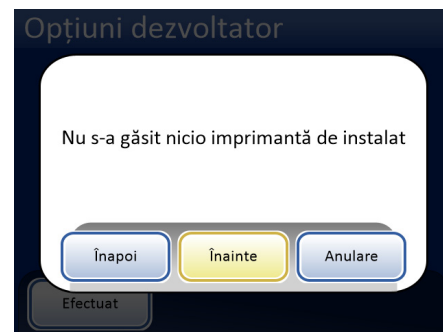 Opțiuni dezvoltator
Nu s-a găsit nicio imprimantă de instalat
Înapoi
Înainte
Anulare
Efectuat